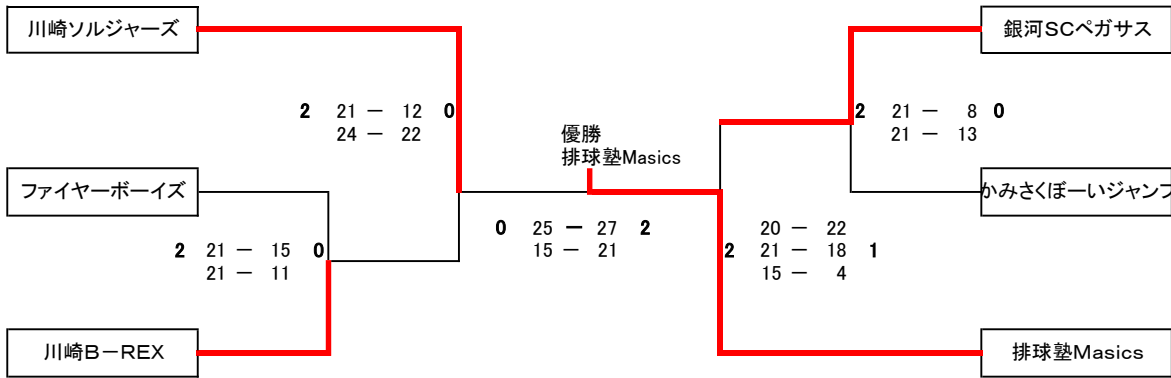 川崎ソルジャーズ
銀河SCペガサス
2 21 － 12 0
24 － 22
2 21 － 8 0
21 － 13
優勝
排球塾Masics
ファイヤーボーイズ
かみさくぼーいジャンプ
0 25 － 27 2
15 － 21
20 － 22
2 21 － 18 1
15 － 4
2 21 － 15 0
21 － 11
川崎B－REX
排球塾Masics